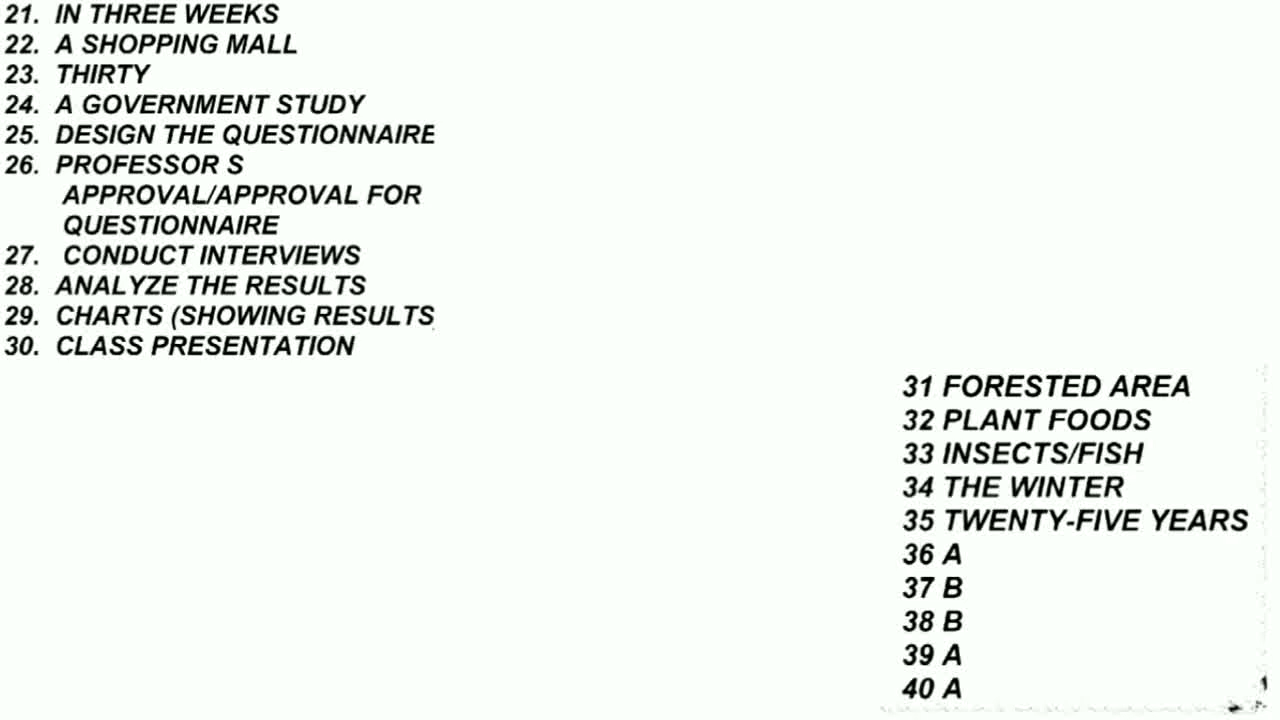 21. IN THREE WEEKS
22. A SHOPPING MALL
23. THIRTY
24. A GOVERNMENT STUDY
25. DESIGN THE QUESTIONNAIRE
26. PROFESSOR S
APPROVAL/APPROVAL FOR
QUESTIONNAIRE
27. CONDUCT INTERVIEWS
28. ANALYZE THE RESULTS
29. CHARTS (SHOWING RESULTS
30. CLASS PRESENTATION
31 FORESTED AREA
32 PLANT FOODS
33 INSECTS/FISH
34 THE WINTER
35 TWENTY-FIVE YEARS
36 A
37 B
38 B
39 A
40 A